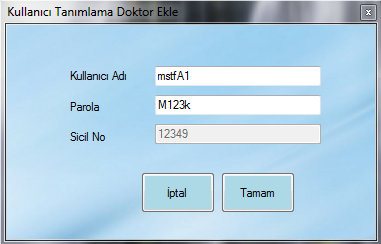 Kullanıcı Tanımlama Doktor Ekle
Kullanıcı Adı mstfA1
Parola M123k
Sicil No 12349
İptal Tamam